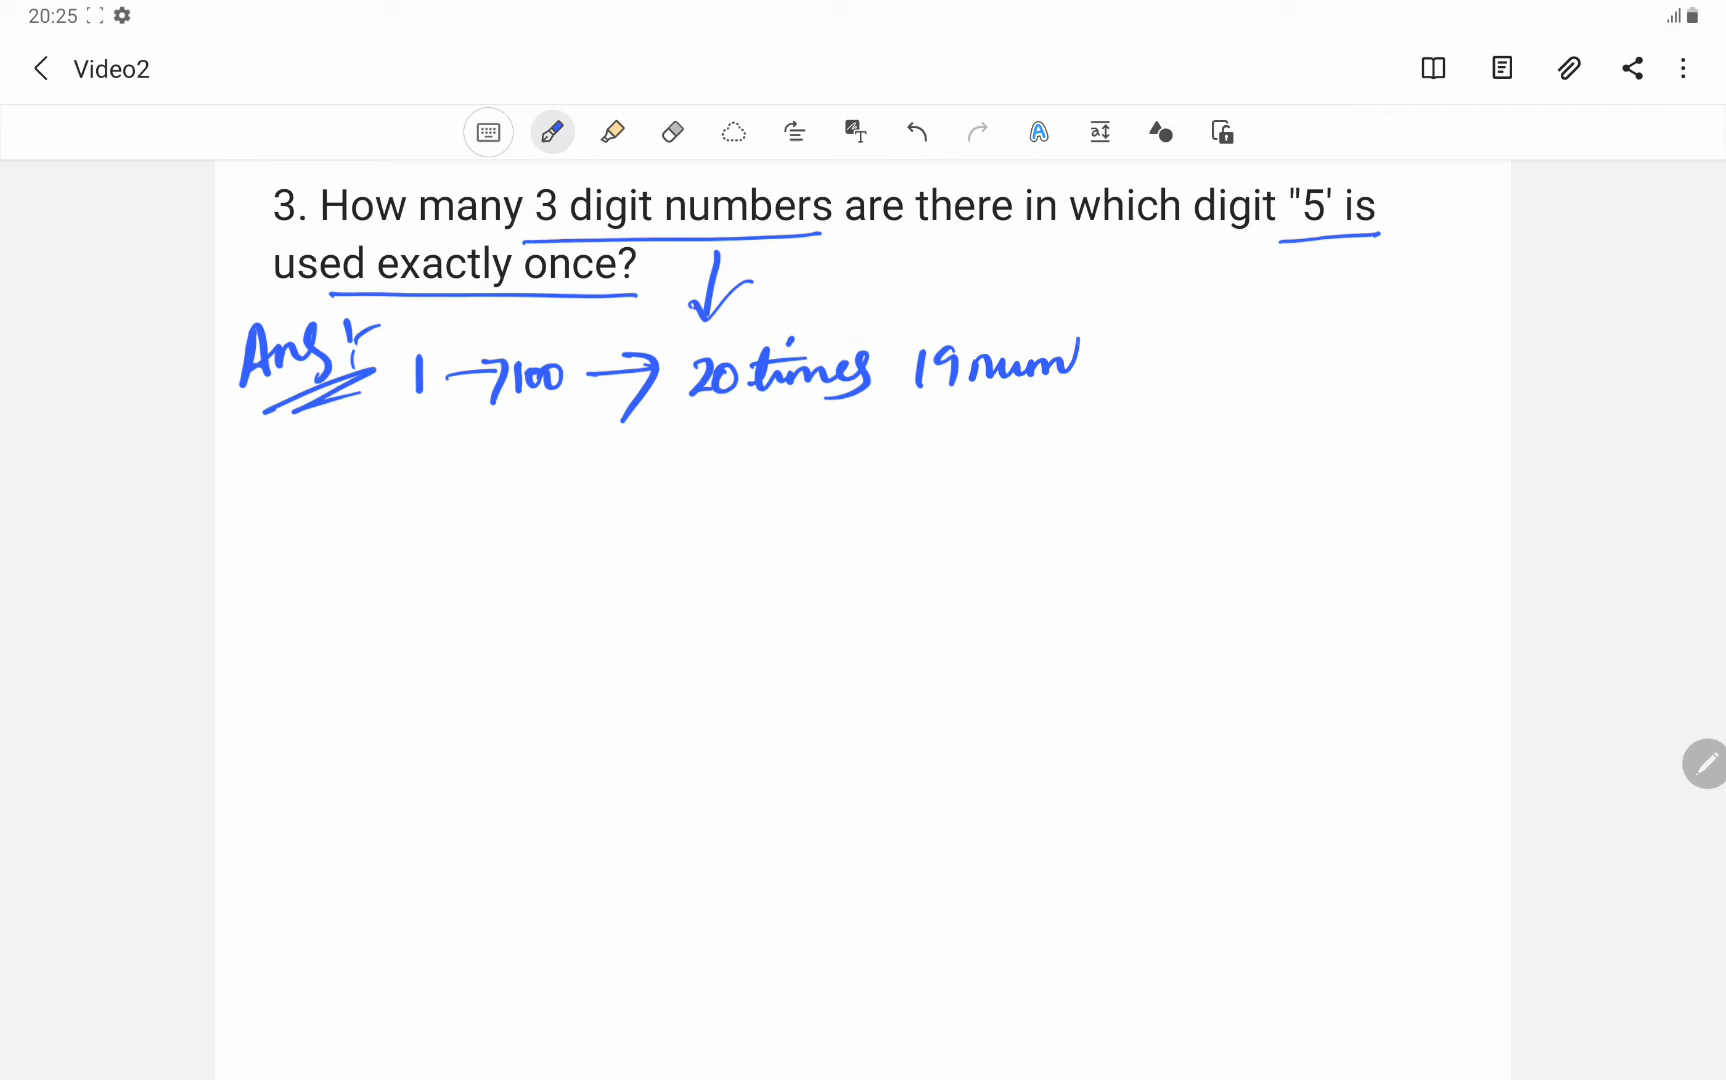 20:25
Video2
3. How many 3 digit numbers are there in which digit "5' is
used exactly once?
Ans:
1 → 100 → 20 times 19 num